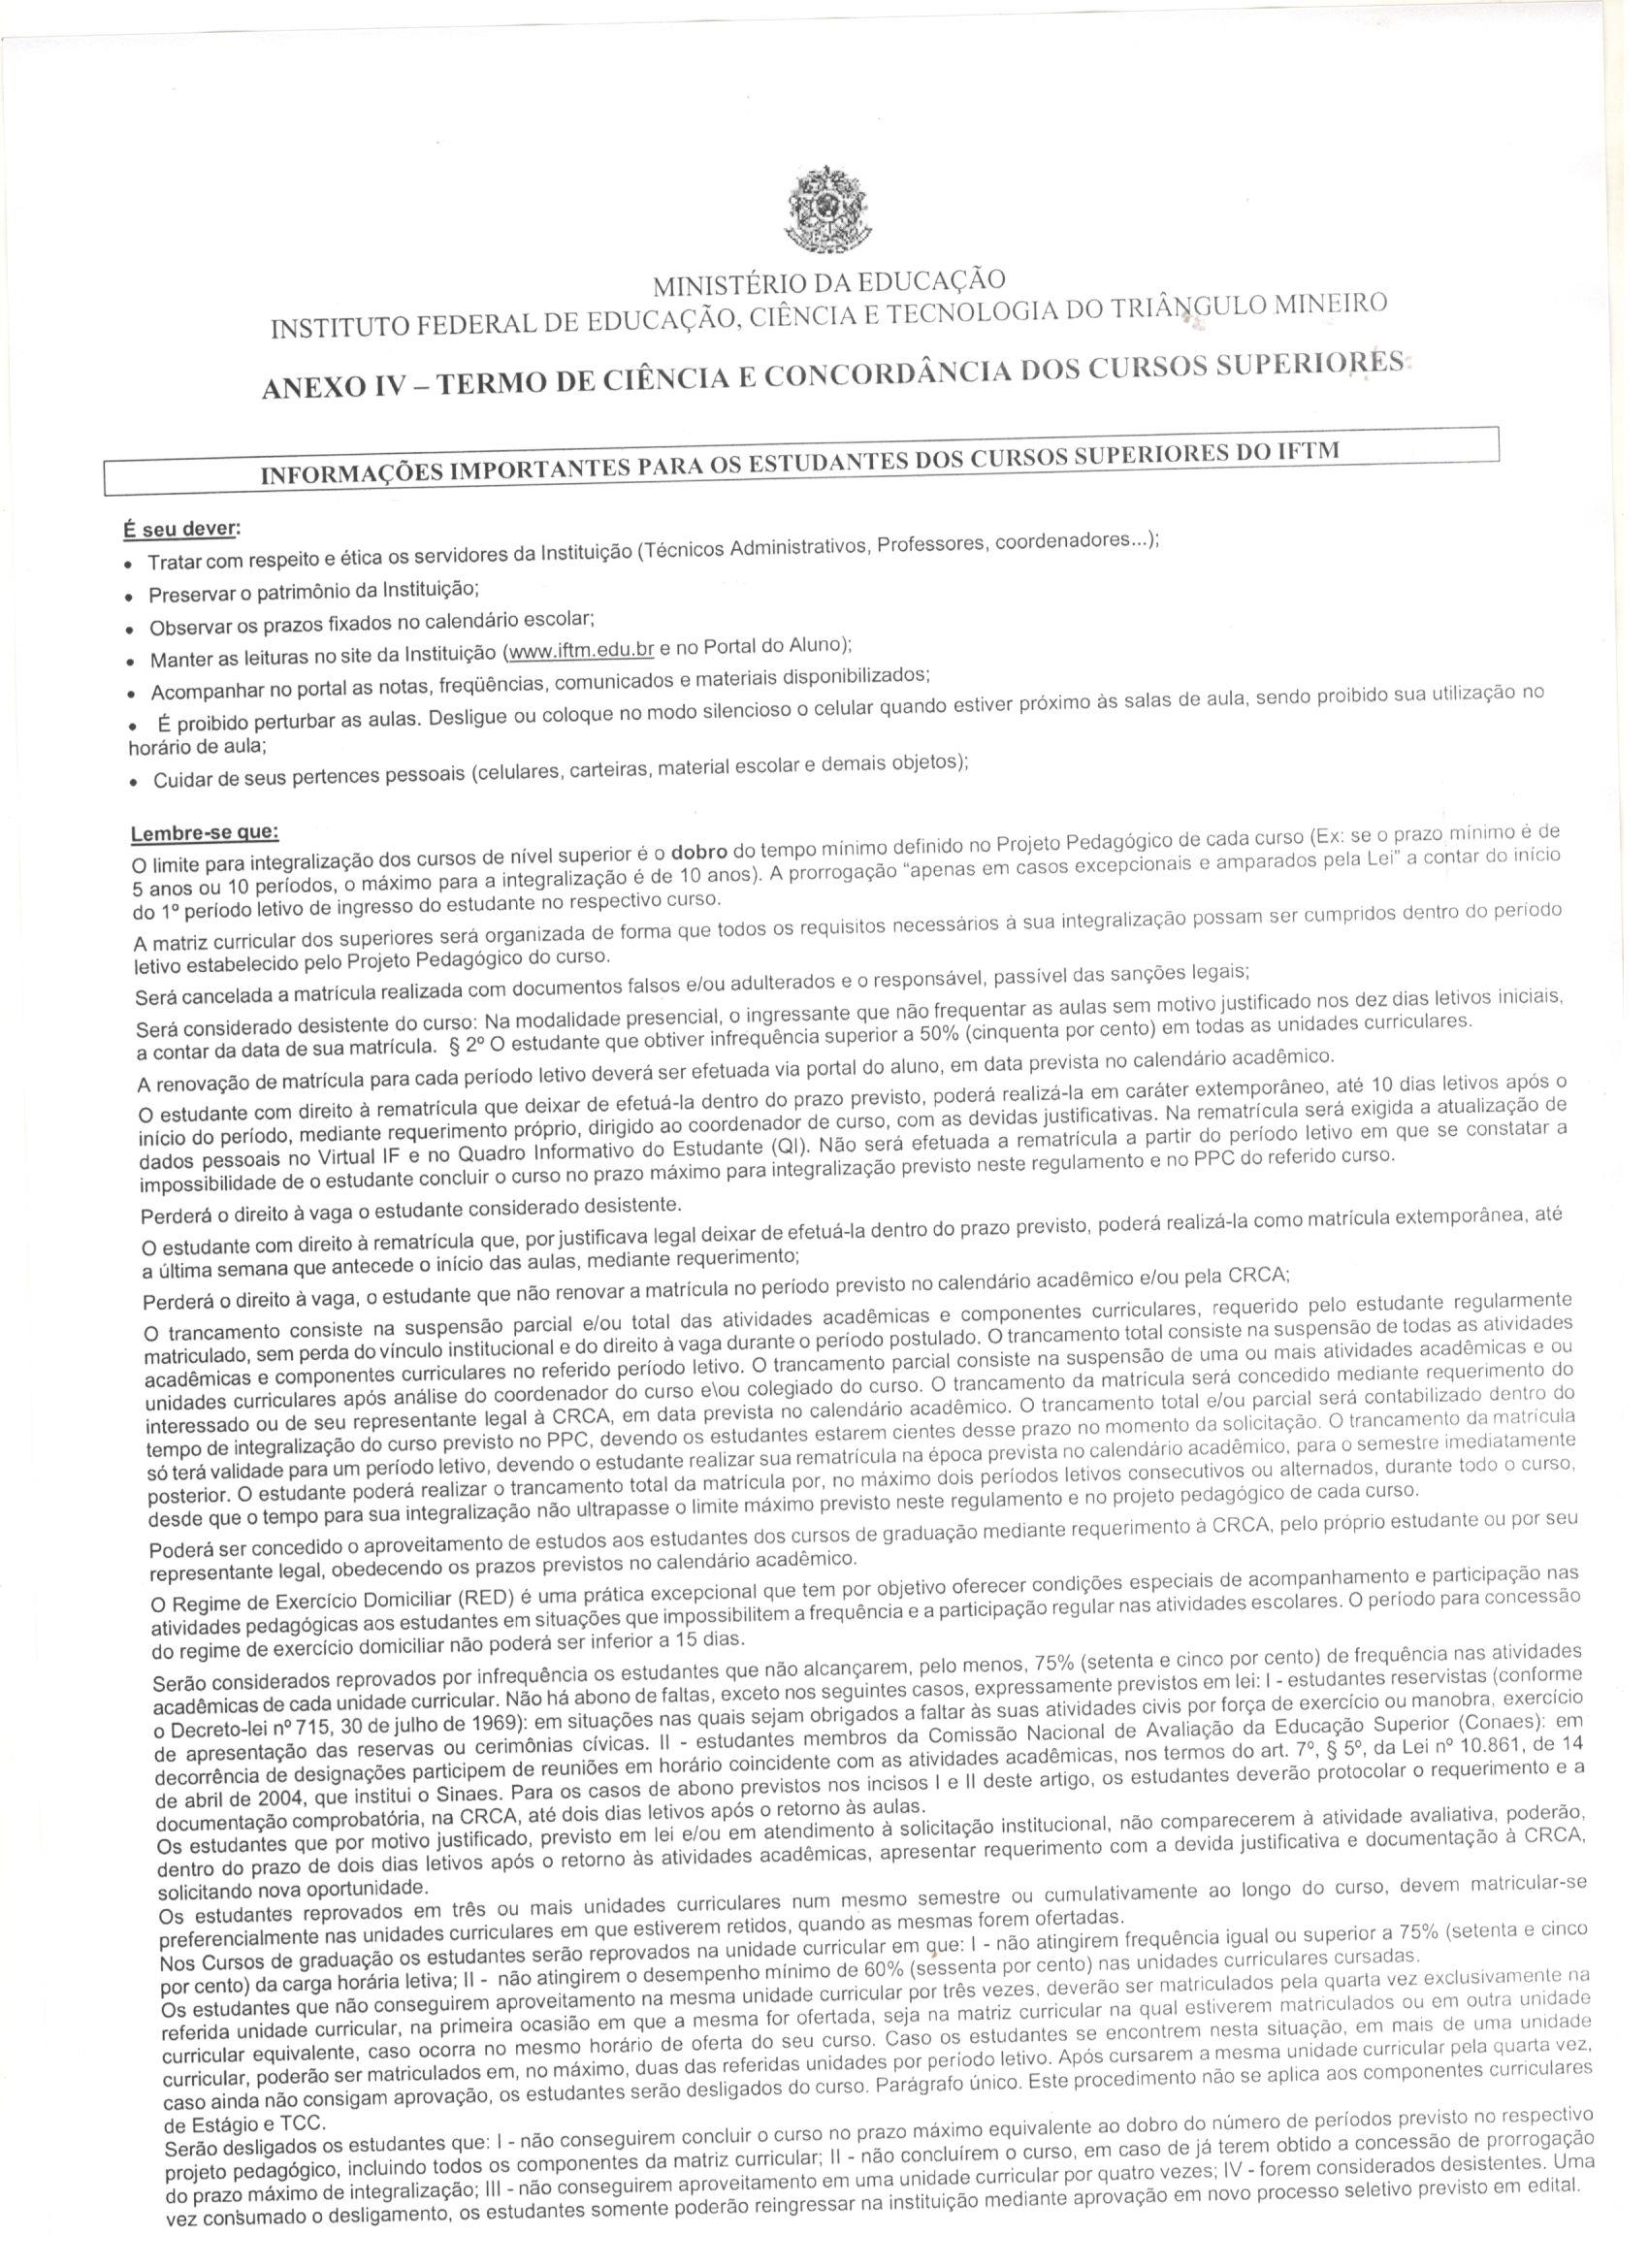 MINISTÉRIO DA EDUCAÇÃO
INSTITUTO FEDERAL DE EDUCAÇÃO, CIÊNCIA E TECNOLOGIA DO TRIÂNGULO MINEIRO
ANEXO IV – TERMO DE CIÊNCIA E CONCORDÂNCIA DOS CURSOS SUPERIORES
INFORMAÇÕES IMPORTANTES PARA OS ESTUDANTES DOS CURSOS SUPERIORES DO IFTM
É seu dever:
• Tratar com respeito e ética os servidores da Instituição (Técnicos Administrativos, Professores, coordenadores...);
• Preservar o patrimônio da Instituição;
• Observar os prazos fixados no calendário escolar;
• Manter as leituras no site da Instituição (www.iftm.edu.br e no Portal do Aluno);
• Acompanhar no portal as notas, freqüências, comunicados e materiais disponibilizados;
• É proibido perturbar as aulas. Desligue ou coloque no modo silencioso o celular quando estiver próximo às salas de aula, sendo proibido sua utilização no
horário de aula;
• Cuidar de seus pertences pessoais (celulares, carteiras, material escolar e demais objetos);
Lembre-se que:
O limite para integralização dos cursos de nível superior é o dobro do tempo mínimo definido no Projeto Pedagógico de cada curso (Ex: se o prazo mínimo é de
5 anos ou 10 períodos, o máximo para a integralização é de 10 anos). A prorrogação “apenas em casos excepcionais e amparados pela Lei” a contar do início
do 1º período letivo de ingresso do estudante no respectivo curso.
A matriz curricular dos superiores será organizada de forma que todos os requisitos necessários à sua integralização possam ser cumpridos dentro do período
letivo estabelecido pelo Projeto Pedagógico do curso.
Será cancelada a matrícula realizada com documentos falsos e/ou adulterados e o responsável, passível das sanções legais;
Será considerado desistente do curso: Na modalidade presencial, o ingressante que não frequentar as aulas sem motivo justificado nos dez dias letivos iniciais,
a contar da data de sua matrícula. § 2º O estudante que obtiver infrequência superior a 50% (cinquenta por cento) em todas as unidades curriculares.
A renovação de matrícula para cada período letivo deverá ser efetuada via portal do aluno, em data prevista no calendário acadêmico.
O estudante com direito à rematrícula que deixar de efetuá-la dentro do prazo previsto, poderá realizá-la em caráter extemporâneo, até 10 dias letivos após o
início do período, mediante requerimento próprio, dirigido ao coordenador de curso, com as devidas justificativas. Na rematrícula será exigida a atualização de
dados pessoais no Virtual IF e no Quadro Informativo do Estudante (QI). Não será efetuada a rematrícula a partir do período letivo em que se constatar a
impossibilidade de o estudante concluir o curso no prazo máximo para integralização previsto neste regulamento e no PPC do referido curso.
Perderá o direito à vaga o estudante considerado desistente.
O estudante com direito à rematrícula que, por justificava legal deixar de efetuá-la dentro do prazo previsto, poderá realizá-la como matrícula extemporânea, até
a última semana que antecede o início das aulas, mediante requerimento;
Perderá o direito à vaga, o estudante que não renovar a matrícula no período previsto no calendário acadêmico e/ou pela CRCA;
O trancamento consiste na suspensão parcial e/ou total das atividades acadêmicas e componentes curriculares, requerido pelo estudante regularmente
matriculado, sem perda do vínculo institucional e do direito à vaga durante o período postulado. O trancamento total consiste na suspensão de todas as atividades
acadêmicas e componentes curriculares no referido período letivo. O trancamento parcial consiste na suspensão de uma ou mais atividades acadêmicas e ou
unidades curriculares após análise do coordenador do curso e\ou colegiado do curso. O trancamento da matrícula será concedido mediante requerimento do
interessado ou de seu representante legal à CRCA, em data prevista no calendário acadêmico. O trancamento total e/ou parcial será contabilizado dentro do
tempo de integralização do curso previsto no PPC, devendo os estudantes estarem cientes desse prazo no momento da solicitação. O trancamento da matrícula
só terá validade para um período letivo, devendo o estudante realizar sua rematrícula na época prevista no calendário acadêmico, para o semestre imediatamente
posterior. O estudante poderá realizar o trancamento total da matrícula por, no máximo dois períodos letivos consecutivos ou alternados, durante todo o curso,
desde que o tempo para sua integralização não ultrapasse o limite máximo previsto neste regulamento e no projeto pedagógico de cada curso.
Poderá ser concedido o aproveitamento de estudos aos estudantes dos cursos de graduação mediante requerimento à CRCA, pelo próprio estudante ou por seu
representante legal, obedecendo os prazos previstos no calendário acadêmico.
O Regime de Exercício Domiciliar (RED) é uma prática excepcional que tem por objetivo oferecer condições especiais de acompanhamento e participação nas
atividades pedagógicas aos estudantes em situações que impossibilitem a frequência e a participação regular nas atividades escolares. O período para concessão
do regime de exercício domiciliar não poderá ser inferior a 15 dias.
Serão considerados reprovados por infrequência os estudantes que não alcançarem, pelo menos, 75% (setenta e cinco por cento) de frequência nas atividades
acadêmicas de cada unidade curricular. Não há abono de faltas, exceto nos seguintes casos, expressamente previstos em lei: I - estudantes reservistas (conforme
o Decreto-lei nº 715, 30 de julho de 1969): em situações nas quais sejam obrigados a faltar às suas atividades civis por força de exercício ou manobra, exercício
de apresentação das reservas ou cerimônias cívicas. II - estudantes membros da Comissão Nacional de Avaliação da Educação Superior (Conaes): em
decorrência de designações participem de reuniões em horário coincidente com as atividades acadêmicas, nos termos do art. 7º, § 5º, da Lei nº 10.861, de 14
de abril de 2004, que institui o Sinaes. Para os casos de abono previstos nos incisos I e II deste artigo, os estudantes deverão protocolar o requerimento e a
documentação comprobatória, na CRCA, até dois dias letivos após o retorno às aulas.
Os estudantes que por motivo justificado, previsto em lei e/ou em atendimento à solicitação institucional, não comparecerem à atividade avaliativa, poderão,
dentro do prazo de dois dias letivos após o retorno às atividades acadêmicas, apresentar requerimento com a devida justificativa e documentação à CRCA,
solicitando nova oportunidade.
Os estudantes reprovados em três ou mais unidades curriculares num mesmo semestre ou cumulativamente ao longo do curso, devem matricular-se
preferencialmente nas unidades curriculares em que estiverem retidos, quando as mesmas forem ofertadas.
Nos Cursos de graduação os estudantes serão reprovados na unidade curricular em que: I - não atingirem frequência igual ou superior a 75% (setenta e cinco
por cento) da carga horária letiva; II - não atingirem o desempenho mínimo de 60% (sessenta por cento) nas unidades curriculares cursadas.
Os estudantes que não conseguirem aproveitamento na mesma unidade curricular por três vezes, deverão ser matriculados pela quarta vez exclusivamente na
referida unidade curricular, na primeira ocasião em que a mesma for ofertada, seja na matriz curricular na qual estiverem matriculados ou em outra unidade
curricular equivalente, caso ocorra no mesmo horário de oferta do seu curso. Caso os estudantes se encontrem nesta situação, em mais de uma unidade
curricular, poderão ser matriculados em, no máximo, duas das referidas unidades por período letivo. Após cursarem a mesma unidade curricular pela quarta vez,
caso ainda não consigam aprovação, os estudantes serão desligados do curso. Parágrafo único. Este procedimento não se aplica aos componentes curriculares
de Estágio e TCC.
Serão desligados os estudantes que: I - não conseguirem concluir o curso no prazo máximo equivalente ao dobro do número de períodos previsto no respectivo
projeto pedagógico, incluindo todos os componentes da matriz curricular; II - não concluírem o curso, em caso de já terem obtido a concessão de prorrogação
do prazo máximo de integralização; III - não conseguirem aproveitamento em uma unidade curricular por quatro vezes; IV - forem considerados desistentes. Uma
vez consumado o desligamento, os estudantes somente poderão reingressar na instituição mediante aprovação em novo processo seletivo previsto em edital.